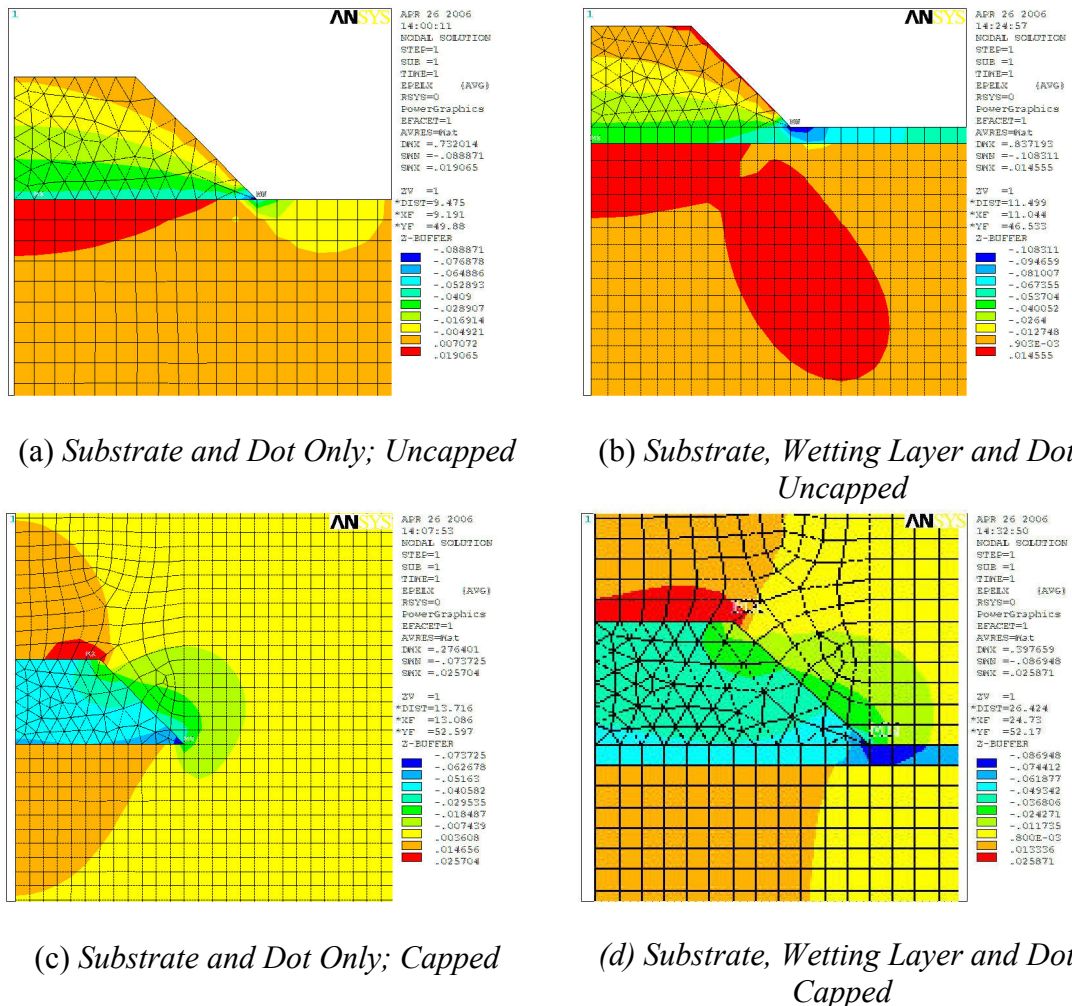 1
ANSYS
APR 26 2006
14:00:11
NODAL SOLUTION
STEP=1
SUB =1
TIME=1
EPELX (AVG)
RSYS=0
PowerGraphics
EFACET=1
AVRES=Mat
DMX =.732014
SMN =-.088871
SMX =.019065
ZV =1
*DIST=9.475
*XF =9.191
*YF =49.88
Z-BUFFER
-.088871
-.076878
-.064886
-.052893
-.0409
-.028907
-.016914
-.004921
.007072
.019065
MX
MN
(a) Substrate and Dot Only; Uncapped
1
ANSYS
APR 26 2006
14:24:57
NODAL SOLUTION
STEP=1
SUB =1
TIME=1
EPELX (AVG)
RSYS=0
PowerGraphics
EFACET=1
AVRES=Mat
DMX =.837193
SMN =-.108311
SMX =.014555
ZV =1
*DIST=11.499
*XF =11.044
*YF =46.533
Z-BUFFER
-.108311
-.094659
-.081007
-.067355
-.053704
-.040052
-.0264
-.012748
.903E-03
.014555
MX
MN
(b) Substrate, Wetting Layer and Dot
Uncapped
1
ANSYS
APR 26 2006
14:07:53
NODAL SOLUTION
STEP=1
SUB =1
TIME=1
EPELX (AVG)
RSYS=0
PowerGraphics
EFACET=1
AVRES=Mat
DMX =.276401
SMN =-.073725
SMX =.025704
ZV =1
*DIST=13.716
*XF =13.086
*YF =52.597
Z-BUFFER
-.073725
-.062678
-.05163
-.040582
-.029535
-.018487
-.007439
.003608
.014656
.025704
MX
MN
(c) Substrate and Dot Only; Capped
1
ANSYS
APR 26 2006
14:32:50
NODAL SOLUTION
STEP=1
SUB =1
TIME=1
EPELX (AVG)
RSYS=0
PowerGraphics
EFACET=1
AVRES=Mat
DMX =.397659
SMN =-.086948
SMX =.025871
ZV =1
*DIST=26.424
*XF =24.73
*YF =52.17
Z-BUFFER
-.086948
-.074412
-.061877
-.049342
-.036806
-.024271
-.011735
.800E-03
.013336
.025871
MX
MN
(d) Substrate, Wetting Layer and Dot
Capped